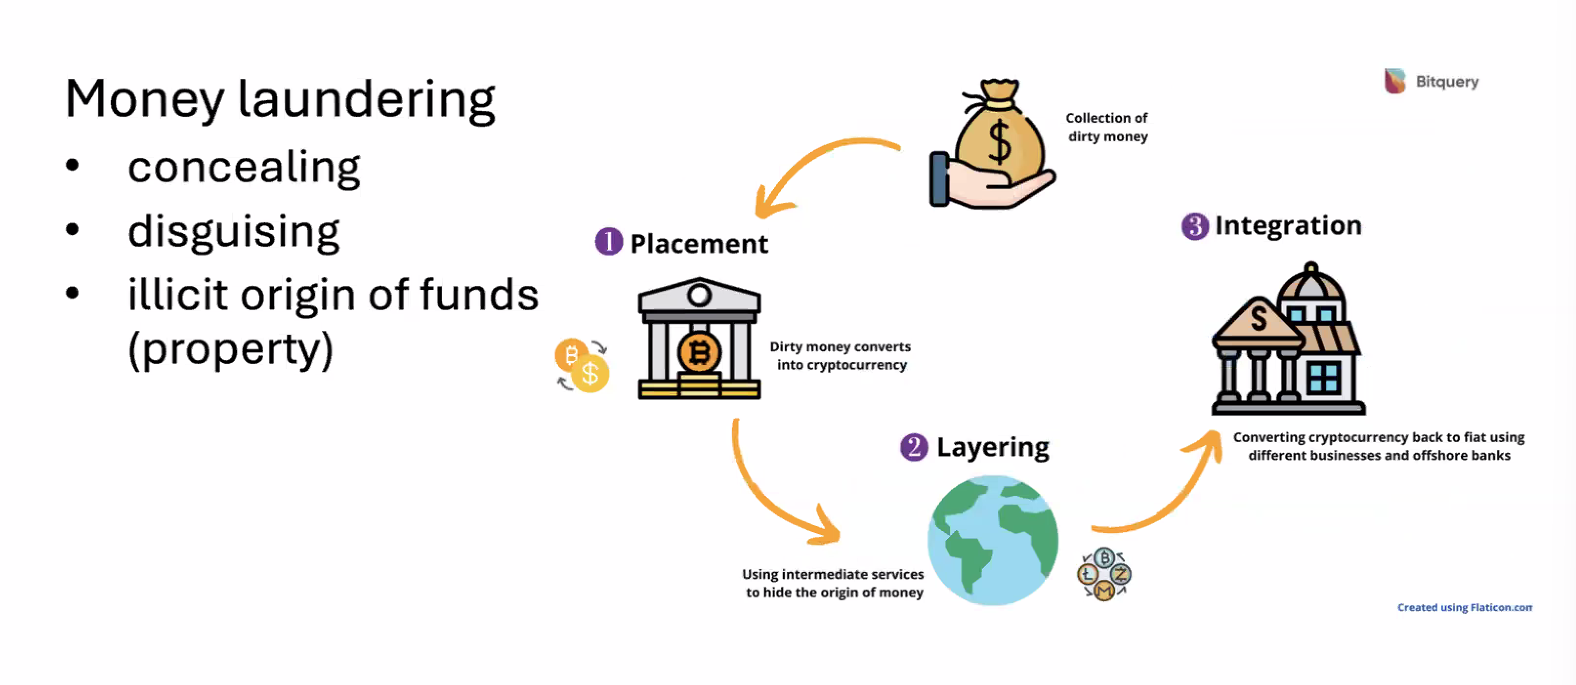 Money laundering
• concealing
• disguising
• illicit origin of funds
(property)
Bitquery
Collection of
dirty money
1 Placement
Dirty money converts
into cryptocurrency
2 Layering
Using intermediate services
to hide the origin of money
3 Integration
Converting cryptocurrency back to fiat using
different businesses and offshore banks
Created using Flaticon.com